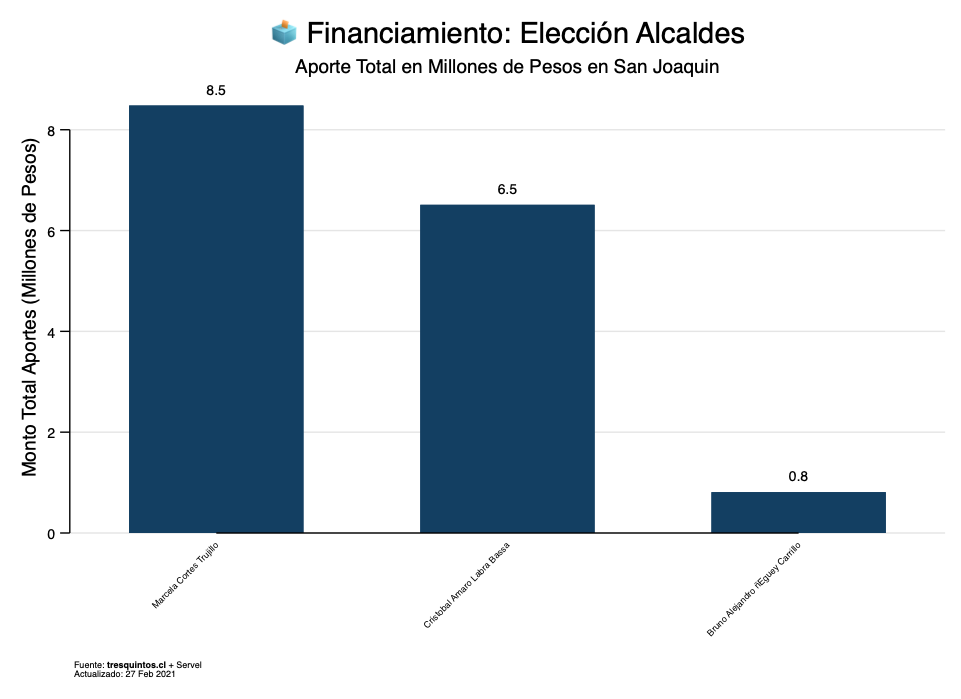 Financiamiento: Elección Alcaldes
Aporte Total en Millones de Pesos en San Joaquin
Monto Total Aportes (Millones de Pesos)
8
6
4
2
0
8.5
6.5
0.8
Marcela Cortes Trujillo
Cristobal Amaro Labra Bassa
Bruno Alejandro ñEguey Carrillo
Fuente: tresquintos.cl + Servel
Actualizado: 27 Feb 2021